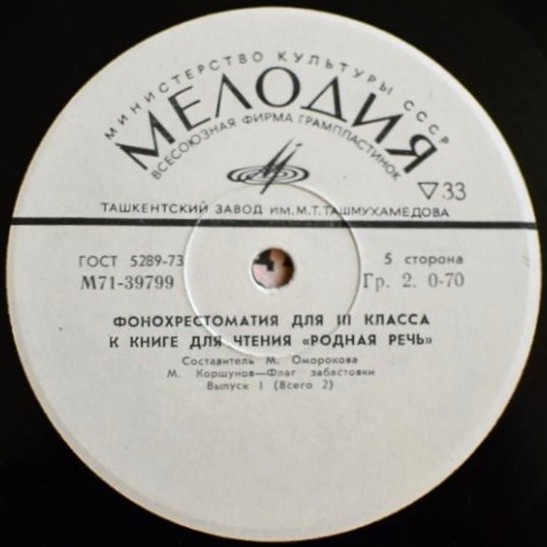 МИНИСТЕРСТВО КУЛЬТУРЫ СССР
МЕЛОДИЯ
ВСЕСОЮЗНАЯ ФИРМА ГРАМПЛАСТИНОК
▽33
ТАШКЕНТСКИЙ ЗАВОД ИМ. М.Т. ТАШМУХАМЕДОВА
ГОСТ 5289-73
5 сторона
М71-39799
Гр. 2. 0-70
ФОНОХРЕСТОМАТИЯ ДЛЯ III КЛАССА
К КНИГЕ ДЛЯ ЧТЕНИЯ «РОДНАЯ РЕЧЬ»
Составитель М. Оморокова
М. Коршунов—Флаг забастовки
Выпуск I (Всего 2)